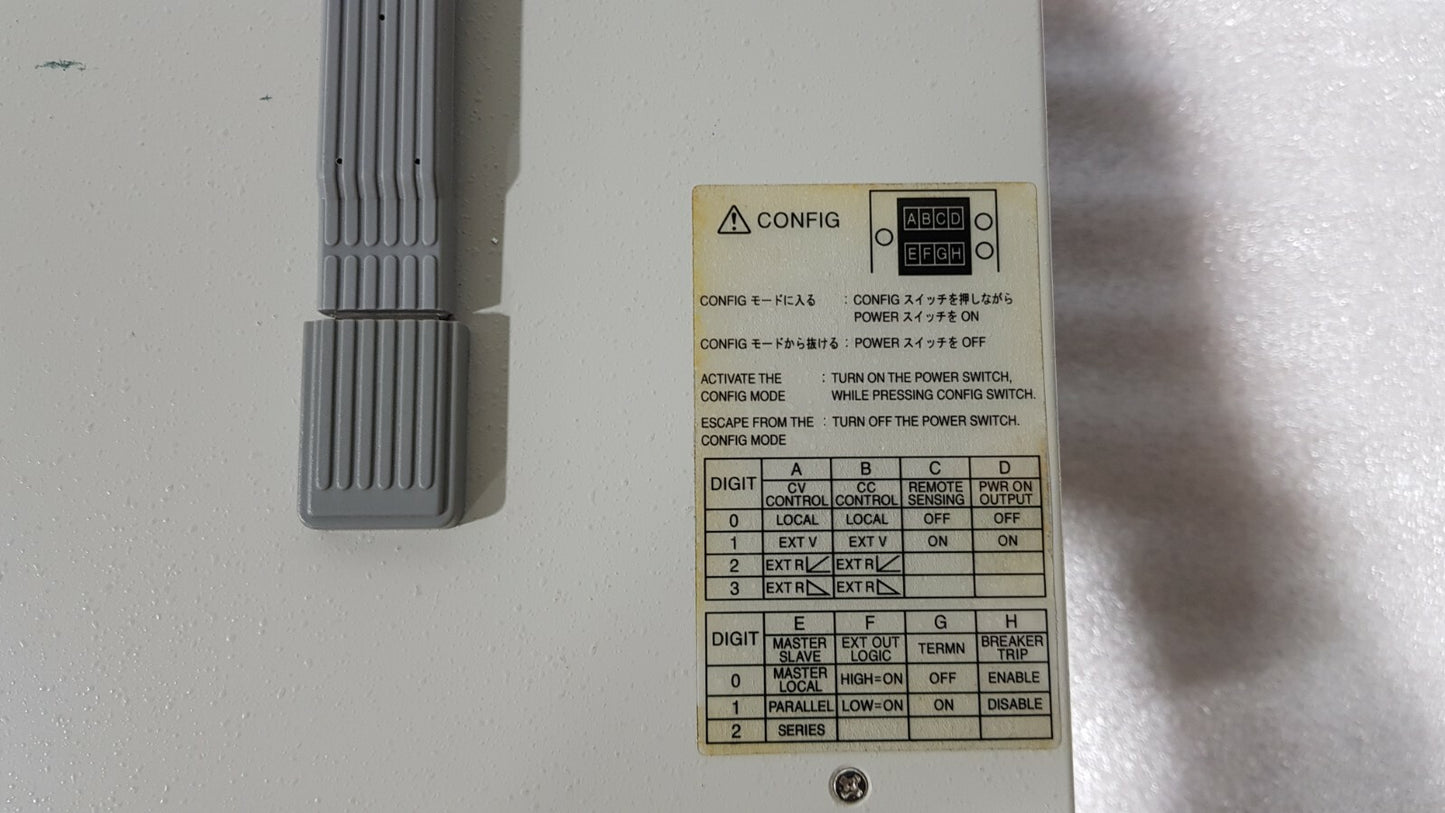 CONFIG
ABCD
EFGH
CONFIG モードに入る : CONFIG スイッチを押しながら
POWER スイッチを ON
CONFIG モードから抜ける : POWER スイッチを OFF
ACTIVATE THE : TURN ON THE POWER SWITCH,
CONFIG MODE WHILE PRESSING CONFIG SWITCH.
ESCAPE FROM THE : TURN OFF THE POWER SWITCH.
CONFIG MODE
DIGIT A B C D
CV CONTROL CC CONTROL REMOTE SENSING PWR ON OUTPUT
0 LOCAL LOCAL OFF OFF
1 EXT V EXT V ON ON
2 EXT R EXT R
3 EXT R EXT R
DIGIT E F G H
MASTER SLAVE EXT OUT LOGIC TERMN BREAKER TRIP
0 MASTER LOCAL HIGH=ON OFF ENABLE
1 PARALLEL LOW=ON ON DISABLE
2 SERIES